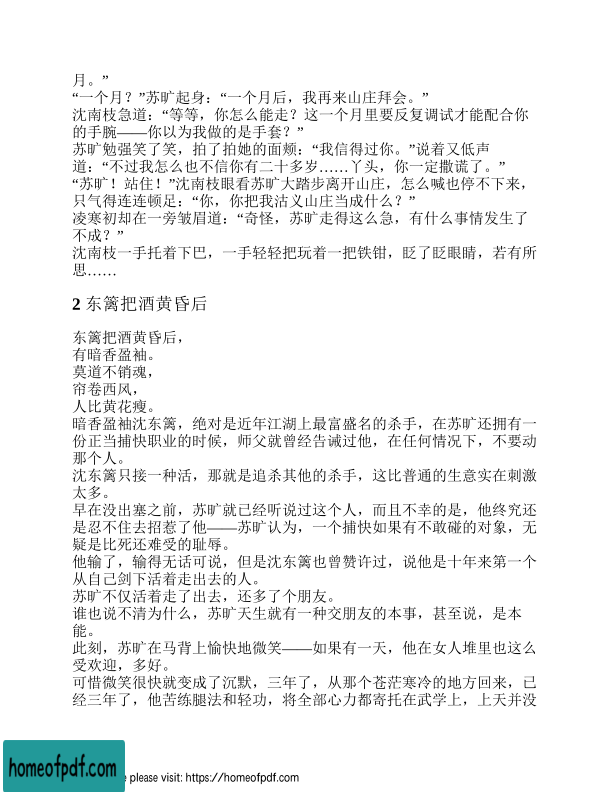 月。”
“一个月？”苏旷起身：“一个月后，我再来山庄拜会。”
沈南枝急道：“等等，你怎么能走？这一个月里要反复调试才能配合你
的手腕——你以为我做的是手套？”
苏旷勉强笑了笑，拍了拍她的面颊：“我信得过你。”说着又低声
道：“不过我怎么也不信你有二十多岁……丫头，你一定撒谎了。”
“苏旷！站住！”沈南枝眼看苏旷大踏步离开山庄，怎么喊也停不下来，
只气得连连顿足：“你，你把我沽义山庄当成什么？”
凌寒初却在一旁皱眉道：“奇怪，苏旷走得这么急，有什么事情发生了
不成？”
沈南枝一手托着下巴，一手轻轻把玩着一把铁钳，眨了眨眼睛，若有所
思……
2 东篱把酒黄昏后
东篱把酒黄昏后，
有暗香盈袖。
莫道不销魂，
帘卷西风，
人比黄花瘦。
暗香盈袖沈东篱，绝对是近年江湖上最富盛名的杀手，在苏旷还拥有一
份正当捕快职业的时候，师父就曾经告诫过他，在任何情况下，不要动
那个人。
沈东篱只接一种活，那就是追杀其他的杀手，这比普通的生意实在刺激
太多。
早在没出塞之前，苏旷就已经听说过这个人，而且不幸的是，他终究还
是忍不住去招惹了他——苏旷认为，一个捕快如果有不敢碰的对象，无
疑是比死还难受的耻辱。
他输了，输得无话可说，但是沈东篱也曾赞许过，说他是十年来第一个
从自己剑下活着走出去的人。
苏旷不仅活着走了出去，还多了个朋友。
谁也说不清为什么，苏旷天生就有一种交朋友的本事，甚至说，是本
能。
此刻，苏旷在马背上愉快地微笑——如果有一天，他在女人堆里也这么
受欢迎，多好。
可惜微笑很快就变成了沉默，三年了，从那个苍茫寒冷的地方回来，已
经三年了，他苦练腿法和轻功，将全部心力都寄托在武学上，上天并没
homeofpdf.com
e please visit: https://homeofpdf.com